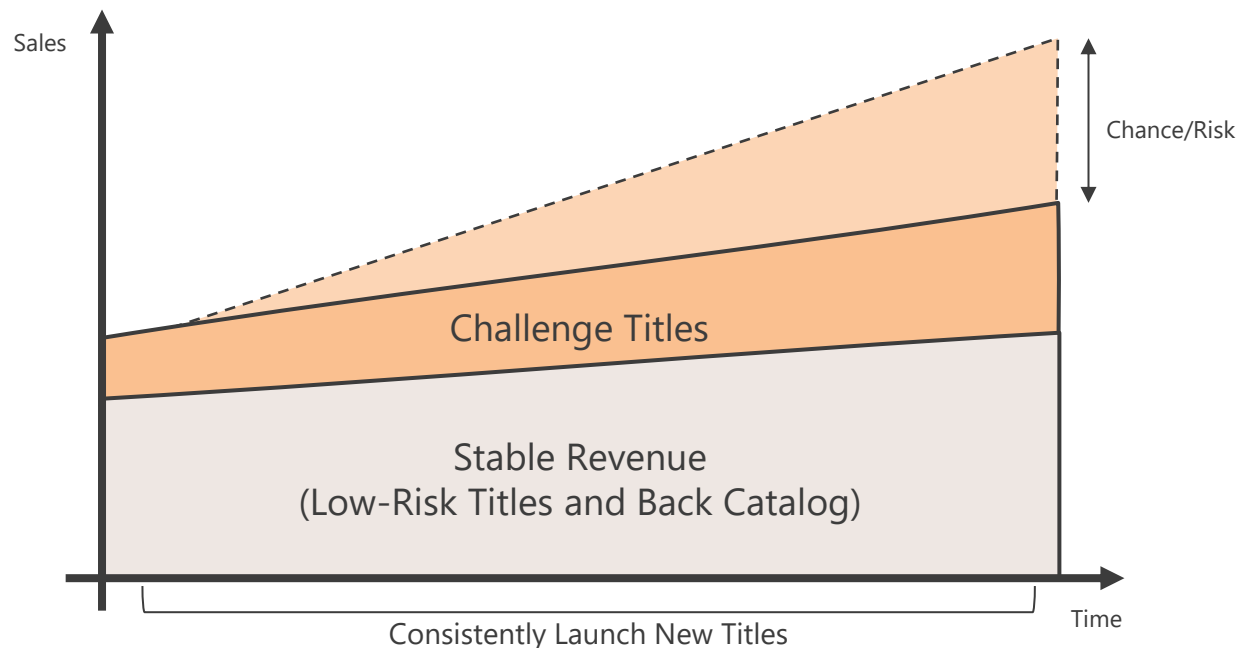 Sales
Chance/Risk
Challenge Titles
Stable Revenue
(Low-Risk Titles and Back Catalog)
Time
Consistently Launch New Titles